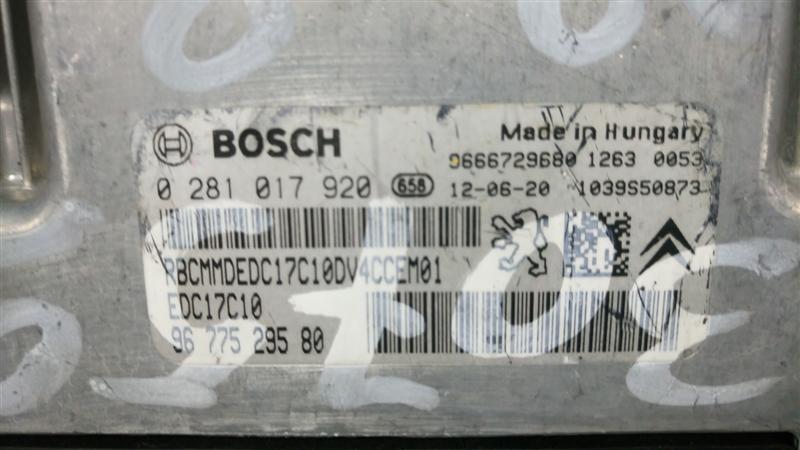 BOSCH
Made in Hungary
9666729680 1263 0053
0 281 017 920 658 12-06-20 1039S50873
RBCMMDEDC17C10DV4CCEM01
EDC17C10
96 775 295 80